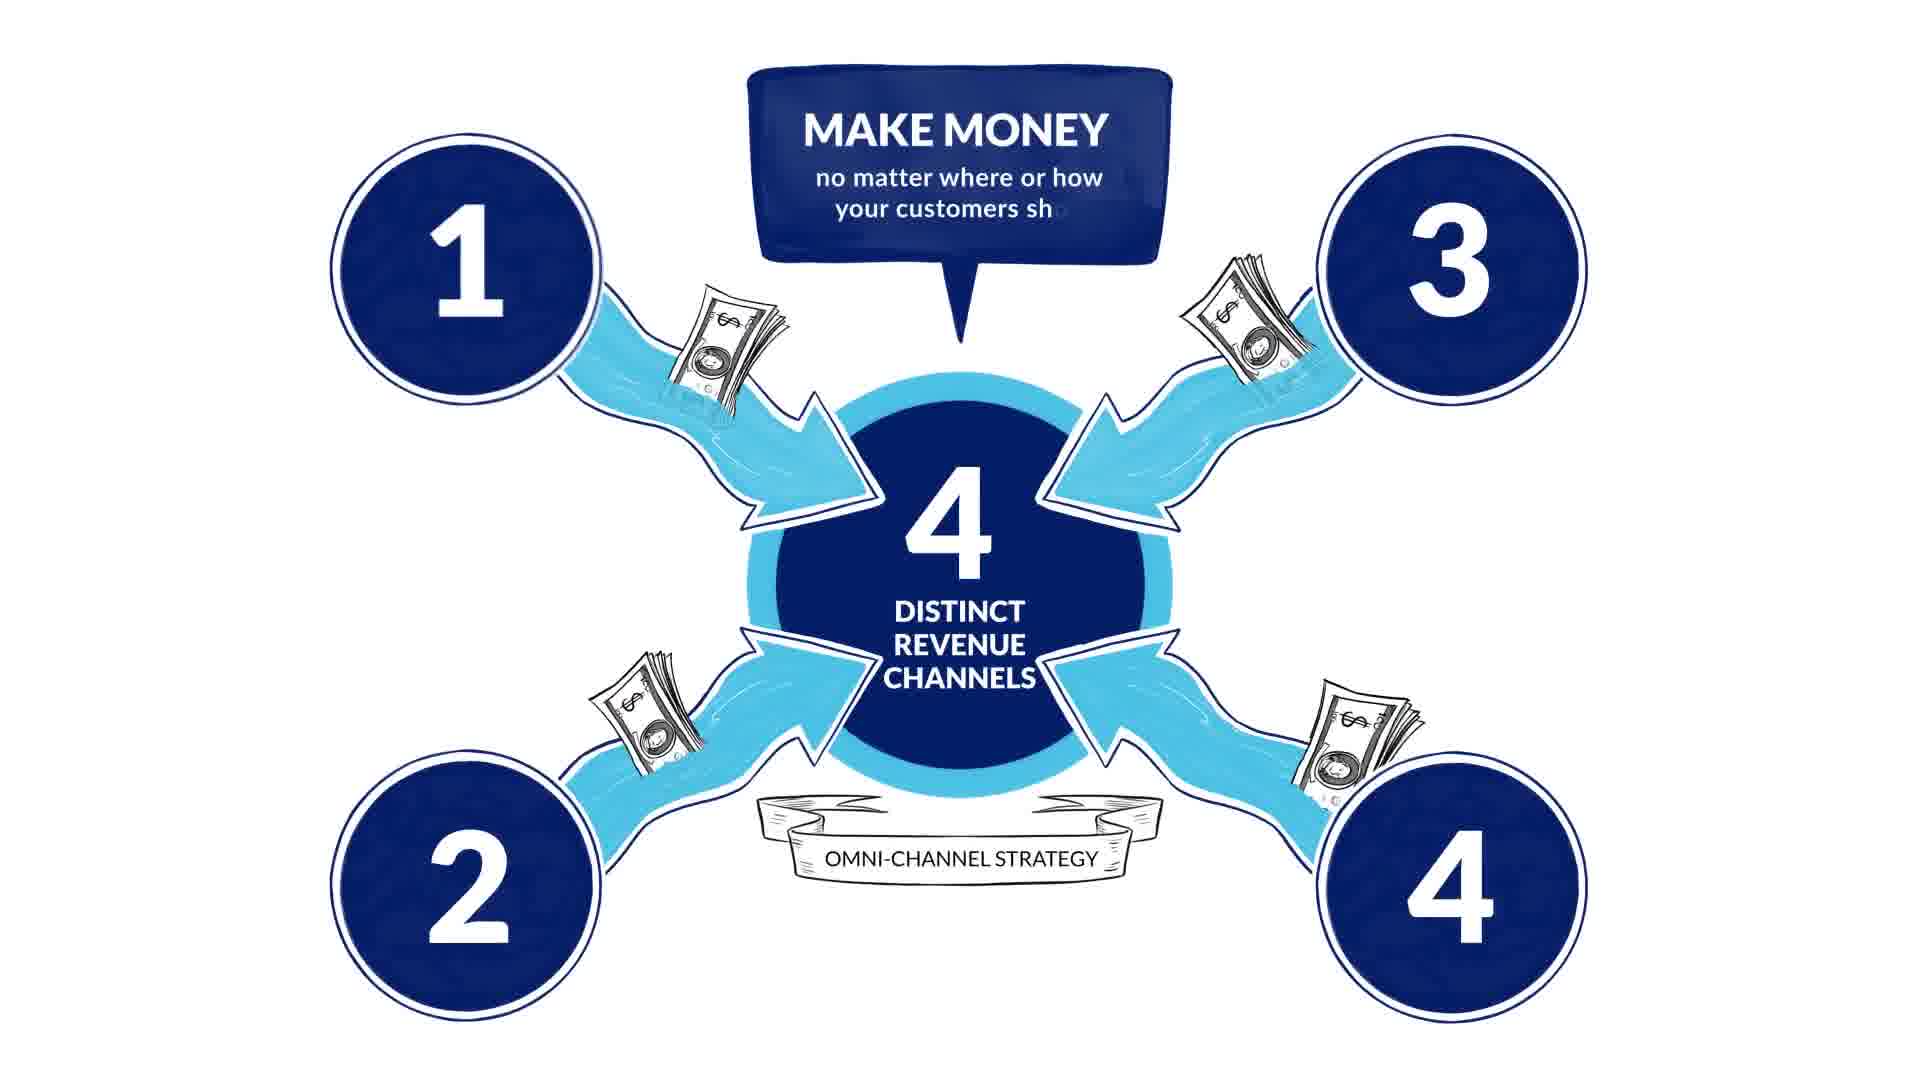 MAKE MONEY
no matter where or how
your customers sh
1
3
4
DISTINCT
REVENUE
CHANNELS
2
4
OMNI-CHANNEL STRATEGY